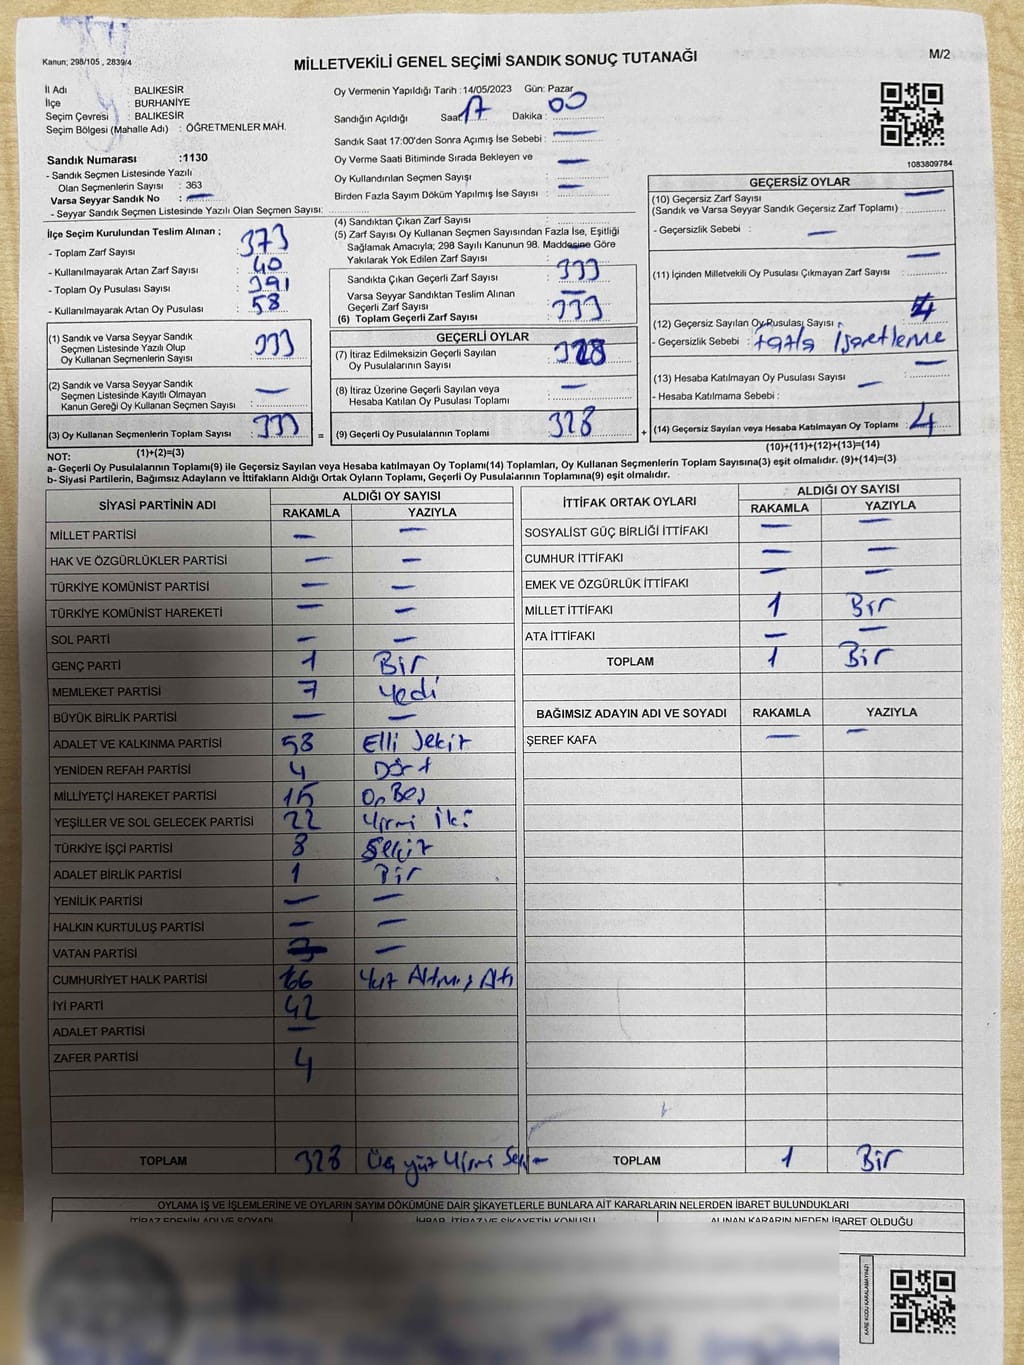 Kanun; 298/105 , 2839/4
MİLLETVEKİLİ GENEL SEÇİMİ SANDIK SONUÇ TUTANAĞI
M/2
İl Adı : BALIKESİR
İlçe : BURHANİYE
Seçim Çevresi : BALIKESİR
Seçim Bölgesi (Mahalle Adı) : ÖĞRETMENLER MAH.
Sandık Numarası :1130
- Sandık Seçmen Listesinde Yazılı
Olan Seçmenlerin Sayısı : 363
Varsa Seyyar Sandık No : —
- Seyyar Sandık Seçmen Listesinde Yazılı Olan Seçmen Sayısı:
Oy Vermenin Yapıldığı Tarih : 14/05/2023 Gün: Pazar
Sandığın Açıldığı Saat 17 Dakika : 00
Sandık Saat 17:00'den Sonra Açımış İse Sebebi : —
Oy Verme Saati Bitiminde Sırada Bekleyen ve
Oy Kullandırılan Seçmen Sayısı : —
Birden Fazla Sayım Döküm Yapılmış İse Sayısı : —
1083809784
İlçe Seçim Kurulundan Teslim Alınan ;
- Toplam Zarf Sayısı : 373
- Kullanılmayarak Artan Zarf Sayısı : 40
- Toplam Oy Pusulası Sayısı : 391
- Kullanılmayarak Artan Oy Pusulası : 58
(1) Sandık ve Varsa Seyyar Sandık
Seçmen Listesinde Yazılı Olup
Oy Kullanan Seçmenlerin Sayısı : 333
(2) Sandık ve Varsa Seyyar Sandık
Seçmen Listesinde Kayıtlı Olmayan
Kanun Gereği Oy Kullanan Seçmen Sayısı : —
(3) Oy Kullanan Seçmenlerin Toplam Sayısı : 333
(1)+(2)=(3)
(4) Sandıktan Çıkan Zarf Sayısı :
(5) Zarf Sayısı Oy Kullanan Seçmen Sayısından Fazla İse, Eşitliği
Sağlamak Amacıyla; 298 Sayılı Kanunun 98. Maddesine Göre
Yakılarak Yok Edilen Zarf Sayısı : —
Sandıkta Çıkan Geçerli Zarf Sayısı : 333
Varsa Seyyar Sandıktan Teslim Alınan
Geçerli Zarf Sayısı : —
(6) Toplam Geçerli Zarf Sayısı : 333
GEÇERLİ OYLAR
(7) İtiraz Edilmeksizin Geçerli Sayılan
Oy Pusulalarının Sayısı : 328
(8) İtiraz Üzerine Geçerli Sayılan veya
Hesaba Katılan Oy Pusulası Toplamı : —
= (9) Geçerli Oy Pusulalarının Toplamı : 328
GEÇERSİZ OYLAR
(10) Geçersiz Zarf Sayısı —
(Sandık ve Varsa Seyyar Sandık Geçersiz Zarf Toplamı) :
- Geçersizlik Sebebi : —
(11) İçinden Milletvekili Oy Pusulası Çıkmayan Zarf Sayısı : —
(12) Geçersiz Sayılan Oy Pusulası Sayısı : 4
- Geçersizlik Sebebi : fazla işaretleme
(13) Hesaba Katılmayan Oy Pusulası Sayısı : —
- Hesaba Katılmama Sebebi : —
+ (14) Geçersiz Sayılan veya Hesaba Katılmayan Oy Toplamı : 4
(10)+(11)+(12)+(13)=(14)
NOT:
a- Geçerli Oy Pusulalarının Toplamı(9) ile Geçersiz Sayılan veya Hesaba katılmayan Oy Toplamı(14) Toplamları, Oy Kullanan Seçmenlerin Toplam Sayısına(3) eşit olmalıdır. (9)+(14)=(3)
b- Siyasi Partilerin, Bağımsız Adayların ve İttifakların Aldığı Ortak Oyların Toplamı, Geçerli Oy Pusulalarının Toplamına(9) eşit olmalıdır.
SİYASİ PARTİNİN ADI ALDIĞI OY SAYISI
RAKAMLA YAZIYLA
MİLLET PARTİSİ — —
HAK VE ÖZGÜRLÜKLER PARTİSİ — —
TÜRKİYE KOMÜNİST PARTİSİ — —
TÜRKİYE KOMÜNİST HAREKETİ — —
SOL PARTİ — —
GENÇ PARTİ 1 Bir
MEMLEKET PARTİSİ 7 Yedi
BÜYÜK BİRLİK PARTİSİ — —
ADALET VE KALKINMA PARTİSİ 58 Elli Sekiz
YENİDEN REFAH PARTİSİ 4 Dört
MİLLİYETÇİ HAREKET PARTİSİ 15 On Beş
YEŞİLLER VE SOL GELECEK PARTİSİ 22 Yirmi İki
TÜRKİYE İŞÇİ PARTİSİ 8 Sekiz
ADALET BİRLİK PARTİSİ 1 Bir
YENİLİK PARTİSİ — —
HALKIN KURTULUŞ PARTİSİ — —
VATAN PARTİSİ — —
CUMHURİYET HALK PARTİSİ 166 Yüz Altmış Altı
İYİ PARTİ 42
ADALET PARTİSİ —
ZAFER PARTİSİ 4
TOPLAM 328 Üç yüz Yirmi
İTTİFAK ORTAK OYLARI ALDIĞI OY SAYISI
RAKAMLA YAZIYLA
SOSYALİST GÜÇ BİRLİĞİ İTTİFAKI — —
CUMHUR İTTİFAKI — —
EMEK VE ÖZGÜRLÜK İTTİFAKI — —
MİLLET İTTİFAKI 1 Bir
ATA İTTİFAKI — —
TOPLAM 1 Bir
BAĞIMSIZ ADAYIN ADI VE SOYADI RAKAMLA YAZIYLA
ŞEREF KAFA — —
TOPLAM 1 Bir
OYLAMA İŞ VE İŞLEMLERİNE VE OYLARIN SAYIM DÖKÜMÜNE DAİR ŞİKAYETLERLE BUNLARA AİT KARARLARIN NELERDEN İBARET BULUNDUKLARI
İTİRAZ EDENİN ADI VE SOYADI İHBAR, İTİRAZ VE ŞİKAYETİN KONUSU ALINAN KARARIN NEDEN İBARET OLDUĞU
KARE KODU KARALAMAYINIZ!